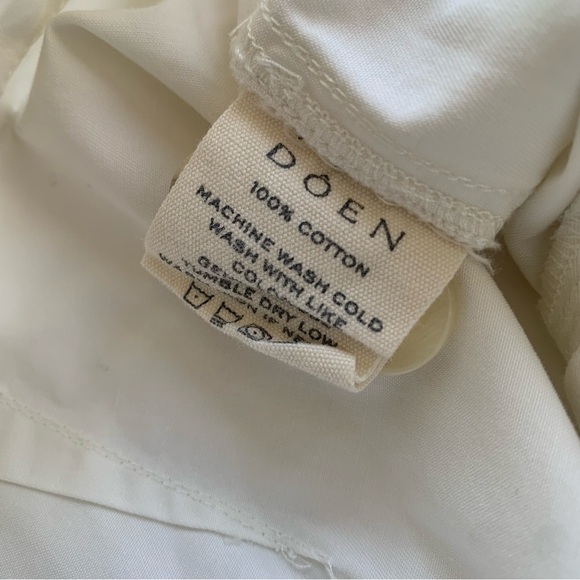 DÔEN
100% COTTON
MACHINE WASH COLD
WASH WITH LIKE
COLORS
TUMBLE DRY LOW